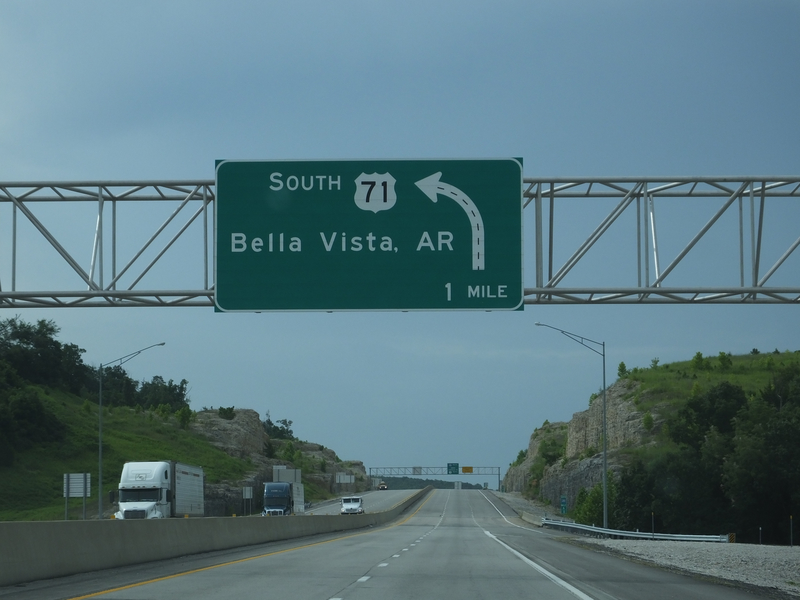 SOUTH 71
Bella Vista, AR
1 MILE